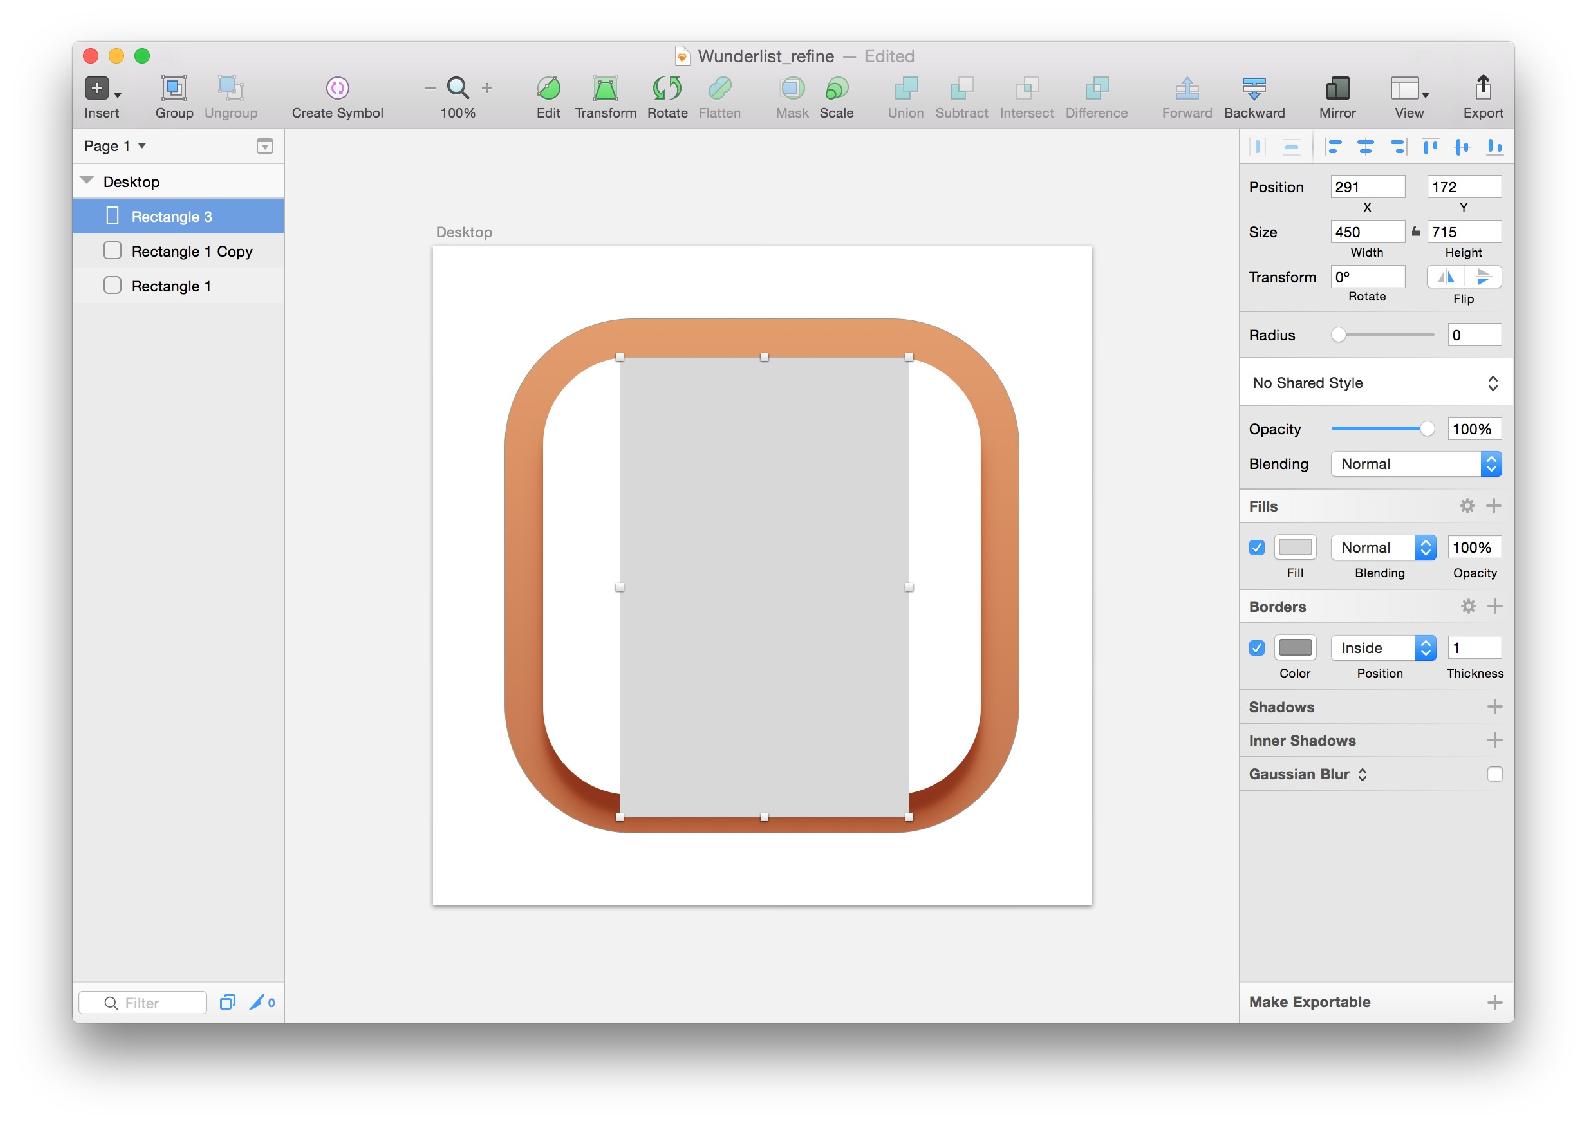 Wunderlist_refine — Edited
Insert Group Ungroup Create Symbol 100% Edit Transform Rotate Flatten Mask Scale Union Subtract Intersect Difference Forward Backward Mirror View Export
Page 1
Desktop
Rectangle 3
Rectangle 1 Copy
Rectangle 1
Filter
0
Desktop
Position 291 172
X Y
Size 450 715
Width Height
Transform 0°
Rotate Flip
Radius 0
No Shared Style
Opacity 100%
Blending Normal
Fills
Normal 100%
Fill Blending Opacity
Borders
Inside 1
Color Position Thickness
Shadows
Inner Shadows
Gaussian Blur
Make Exportable